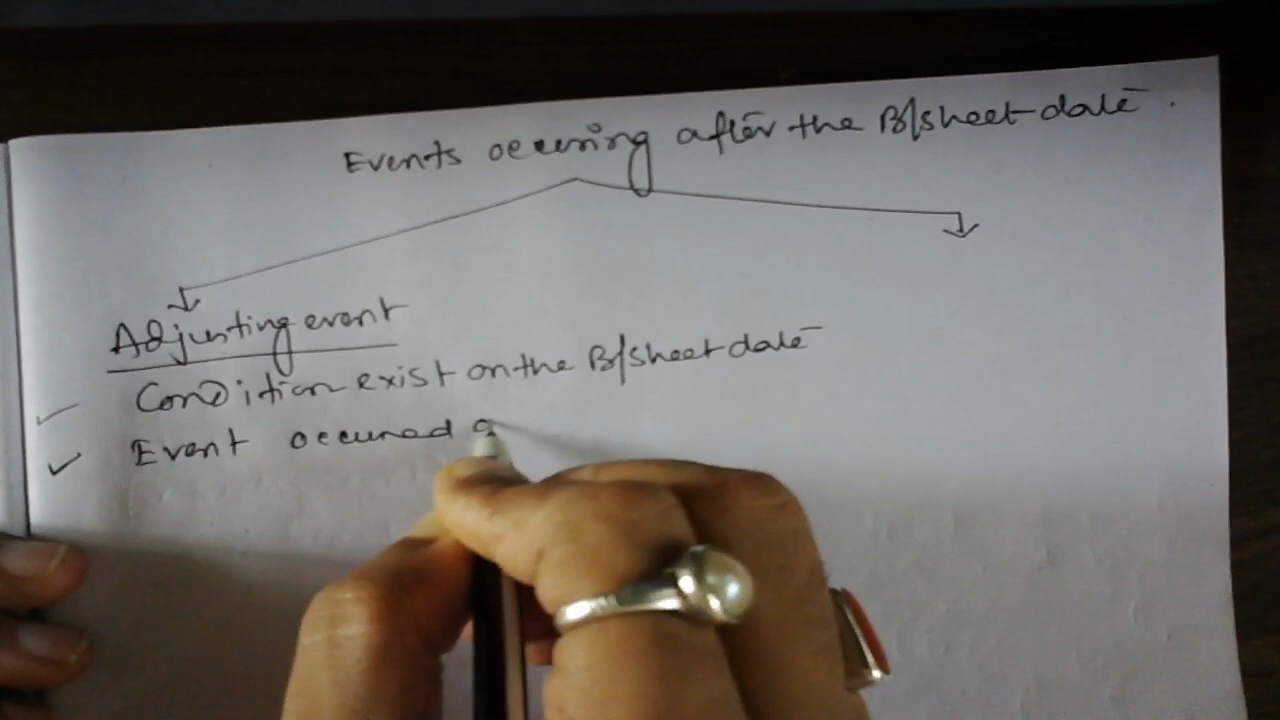 Events occuring after the B/sheet date.
Adjusting event
Condition exist on the B/sheet date
Event occured